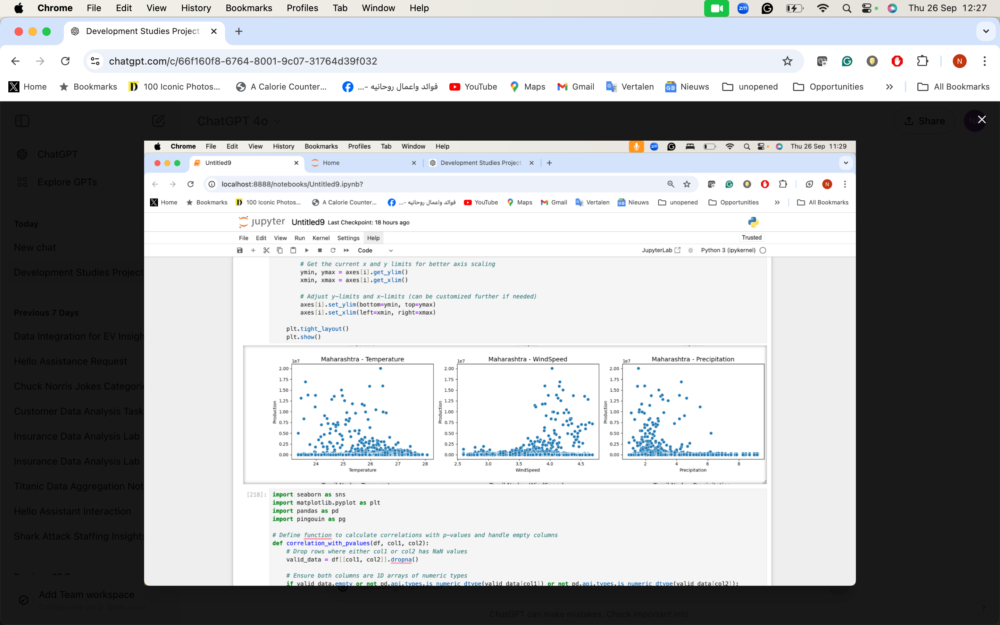 Chrome File Edit View History Bookmarks Profiles Tab Window Help zm Thu 26 Sep 12:27
Development Studies Project
chatgpt.com/c/66f160f8-6764-8001-9c07-31764d39f032 N
Home Bookmarks 100 Iconic Photos... A Calorie Counter... فوائد واعمال روحانيه -... YouTube Maps Gmail Vertalen Nieuws unopened Opportunities All Bookmarks
ChatGPT 4o Share
ChatGPT
Explore GPTs
Today
New chat
Development Studies Project
Previous 7 Days
Data Integration for EV Insigh
Hello Assistance Request
Chuck Norris Jokes Categorie
Customer Data Analysis Task
Insurance Data Analysis Lab
Insurance Data Analysis Lab
Titanic Data Aggregation Not
Hello Assistant Interaction
Shark Attack Staffing Insights
Add Team workspace
Collaborate on a Team plan
Chrome File Edit View History Bookmarks Profiles Tab Window Help zm Thu 26 Sep 11:29
Untitled9 Home Development Studies Project
localhost:8888/notebooks/Untitled9.ipynb? N
Home Bookmarks 100 Iconic Photos... A Calorie Counter... فوائد واعمال روحانيه -... YouTube Maps Gmail Vertalen Nieuws unopened Opportunities All Bookmarks
jupyter Untitled9 Last Checkpoint: 18 hours ago
File Edit View Run Kernel Settings Help Trusted
Code JupyterLab Python 3 (ipykernel)
# Get the current x and y limits for better axis scaling
ymin, ymax = axes[i].get_ylim()
xmin, xmax = axes[i].get_xlim()
# Adjust y-limits and x-limits (can be customized further if needed)
axes[i].set_ylim(bottom=ymin, top=ymax)
axes[i].set_xlim(left=xmin, right=xmax)
plt.tight_layout()
plt.show()
Maharashtra - Temperature
1e7
2.00
1.75
1.50
1.25
1.00
0.75
0.50
0.25
0.00
Production
24 25 26 27 28
Temperature
Maharashtra - WindSpeed
1e7
2.00
1.75
1.50
1.25
1.00
0.75
0.50
0.25
0.00
Production
2.5 3.0 3.5 4.0 4.5
WindSpeed
Maharashtra - Precipitation
1e7
2.00
1.75
1.50
1.25
1.00
0.75
0.50
0.25
0.00
Production
2 4 6 8
Precipitation
[218]: import seaborn as sns
import matplotlib.pyplot as plt
import pandas as pd
import pingouin as pg
# Define function to calculate correlations with p-values and handle empty columns
def correlation_with_pvalues(df, col1, col2):
# Drop rows where either col1 or col2 has NaN values
valid_data = df[[col1, col2]].dropna()
# Ensure both columns are 1D arrays of numeric types
if valid_data.empty or not pd.api.types.is_numeric_dtype(valid_data[col1]) or not pd.api.types.is_numeric_dtype(valid_data[col2]):
ChatGPT can make mistakes. Check important info.
?